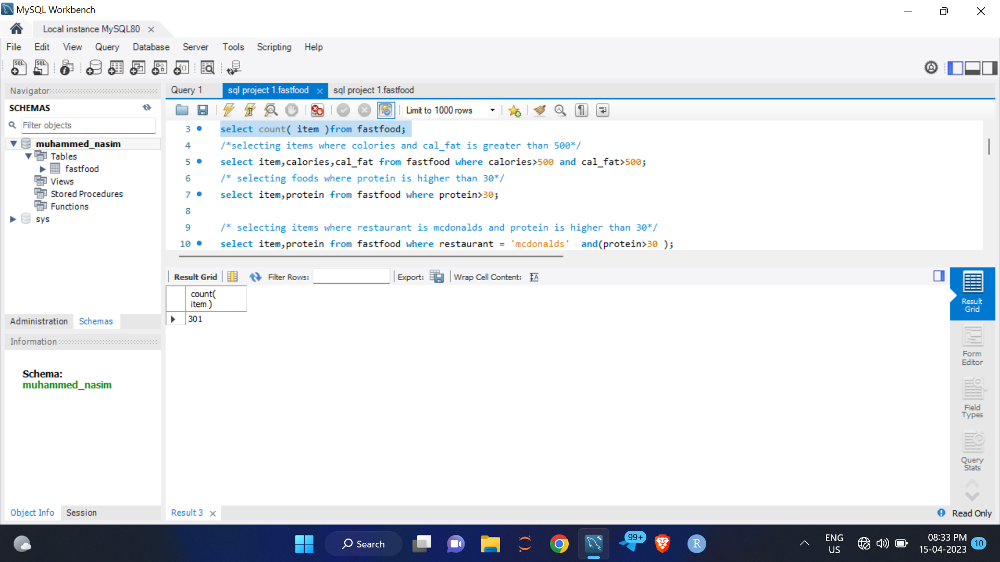 MySQL Workbench
Local instance MySQL80
File Edit View Query Database Server Tools Scripting Help
Navigator
SCHEMAS
Filter objects
muhammed_nasim
Tables
fastfood
Views
Stored Procedures
Functions
sys
Administration Schemas
Information
Schema:
muhammed_nasim
Object Info Session
Query 1 sql project 1.fastfood sql project 1.fastfood
Limit to 1000 rows
3 select count( item )from fastfood;
4 /*selecting items where colories and cal_fat is greater than 500*/
5 select item,calories,cal_fat from fastfood where calories>500 and cal_fat>500;
6 /* selecting foods where protein is higher than 30*/
7 select item,protein from fastfood where protein>30;
8
9 /* selecting items where restaurant is mcdonalds and protein is higher than 30*/
10 select item,protein from fastfood where restaurant = 'mcdonalds'  and(protein>30 );
Result Grid Filter Rows: Export: Wrap Cell Content:
count(
item )
301
Result
Grid
Form
Editor
Field
Types
Query
Stats
Result 3
Read Only
Search
99+
R
ENG
US
08:33 PM
15-04-2023
10